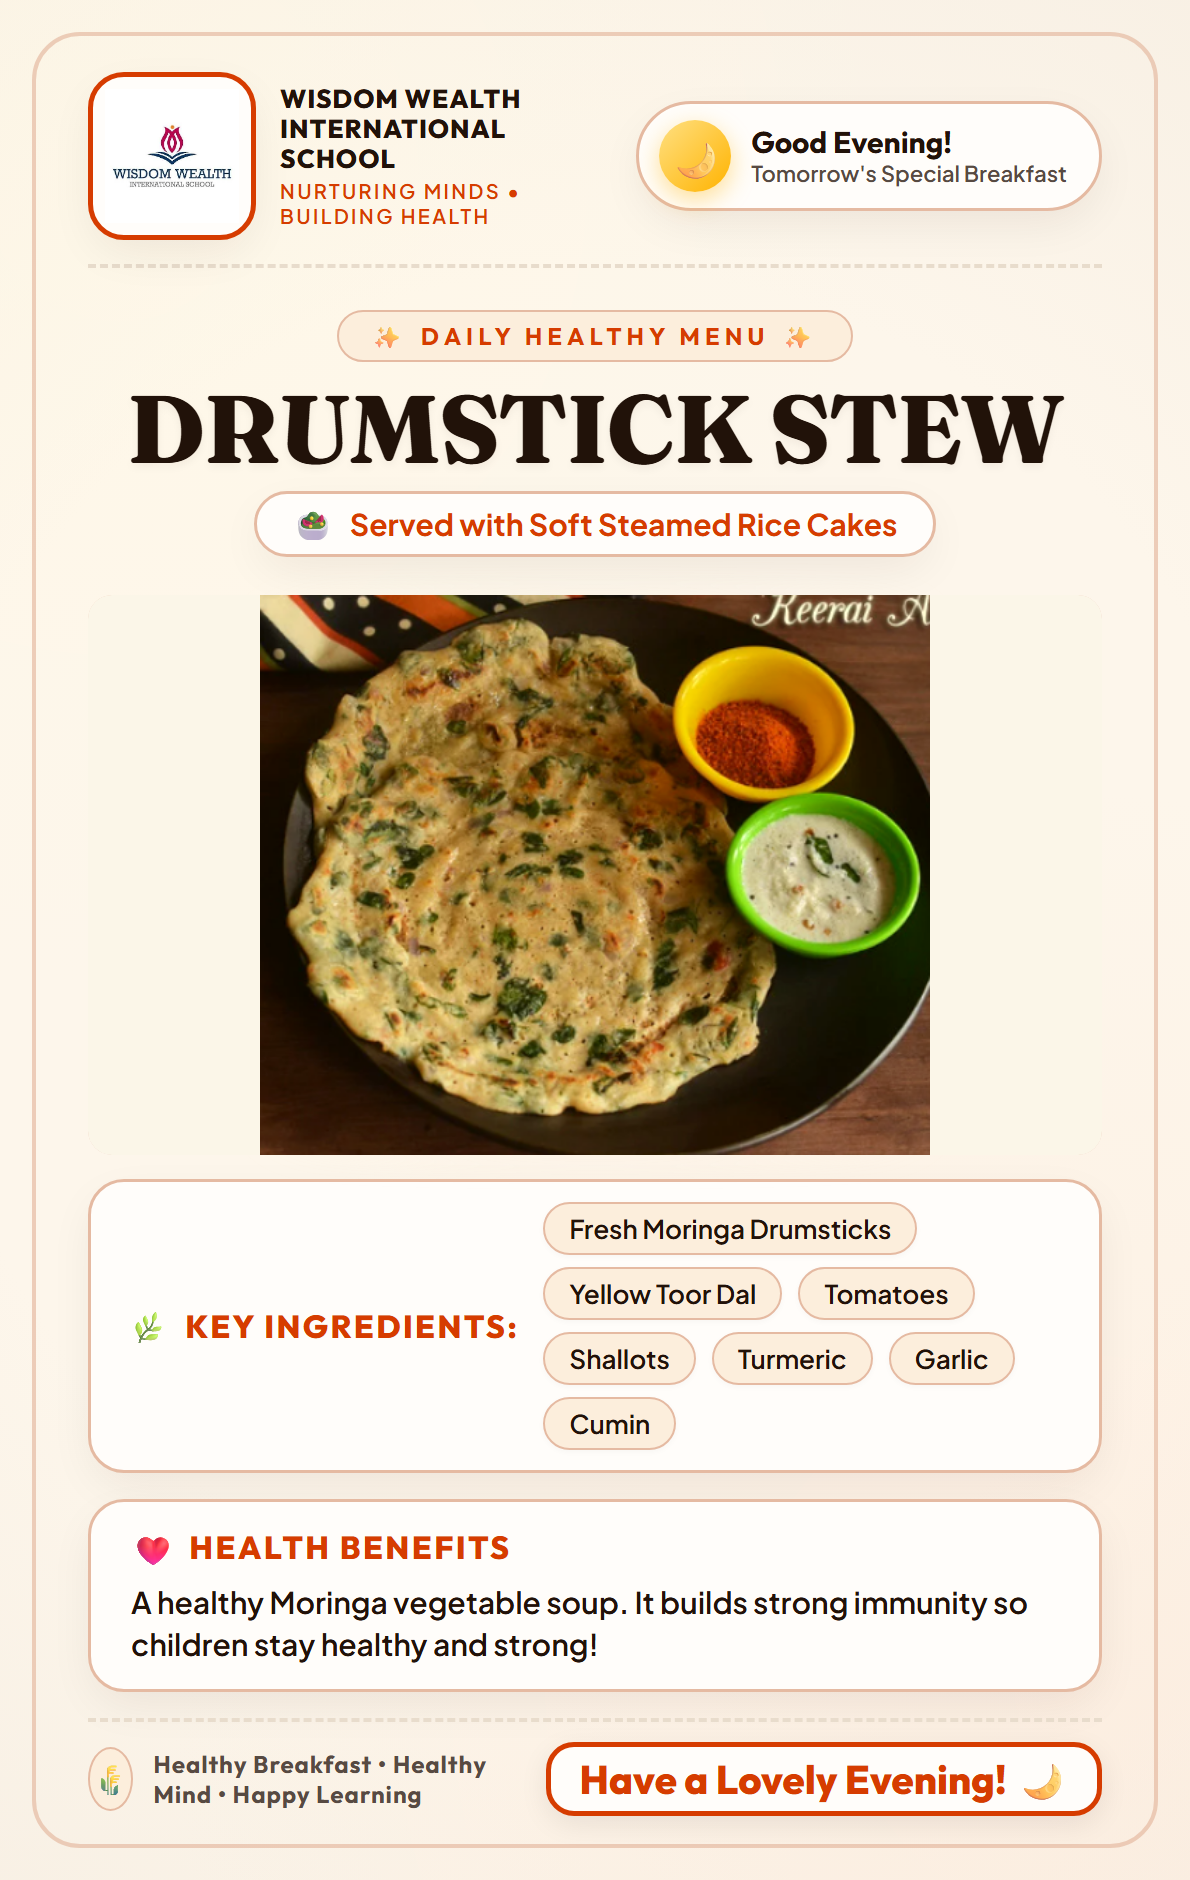 WISDOM WEALTH
INTERNATIONAL SCHOOL
WISDOM WEALTH
INTERNATIONAL
SCHOOL
NURTURING MINDS •
BUILDING HEALTH
Good Evening!
Tomorrow's Special Breakfast
DAILY HEALTHY MENU
DRUMSTICK STEW
Served with Soft Steamed Rice Cakes
Keerai A
KEY INGREDIENTS:
Fresh Moringa Drumsticks
Yellow Toor Dal Tomatoes
Shallots Turmeric Garlic
Cumin
HEALTH BENEFITS
A healthy Moringa vegetable soup. It builds strong immunity so
children stay healthy and strong!
Healthy Breakfast • Healthy
Mind • Happy Learning
Have a Lovely Evening!